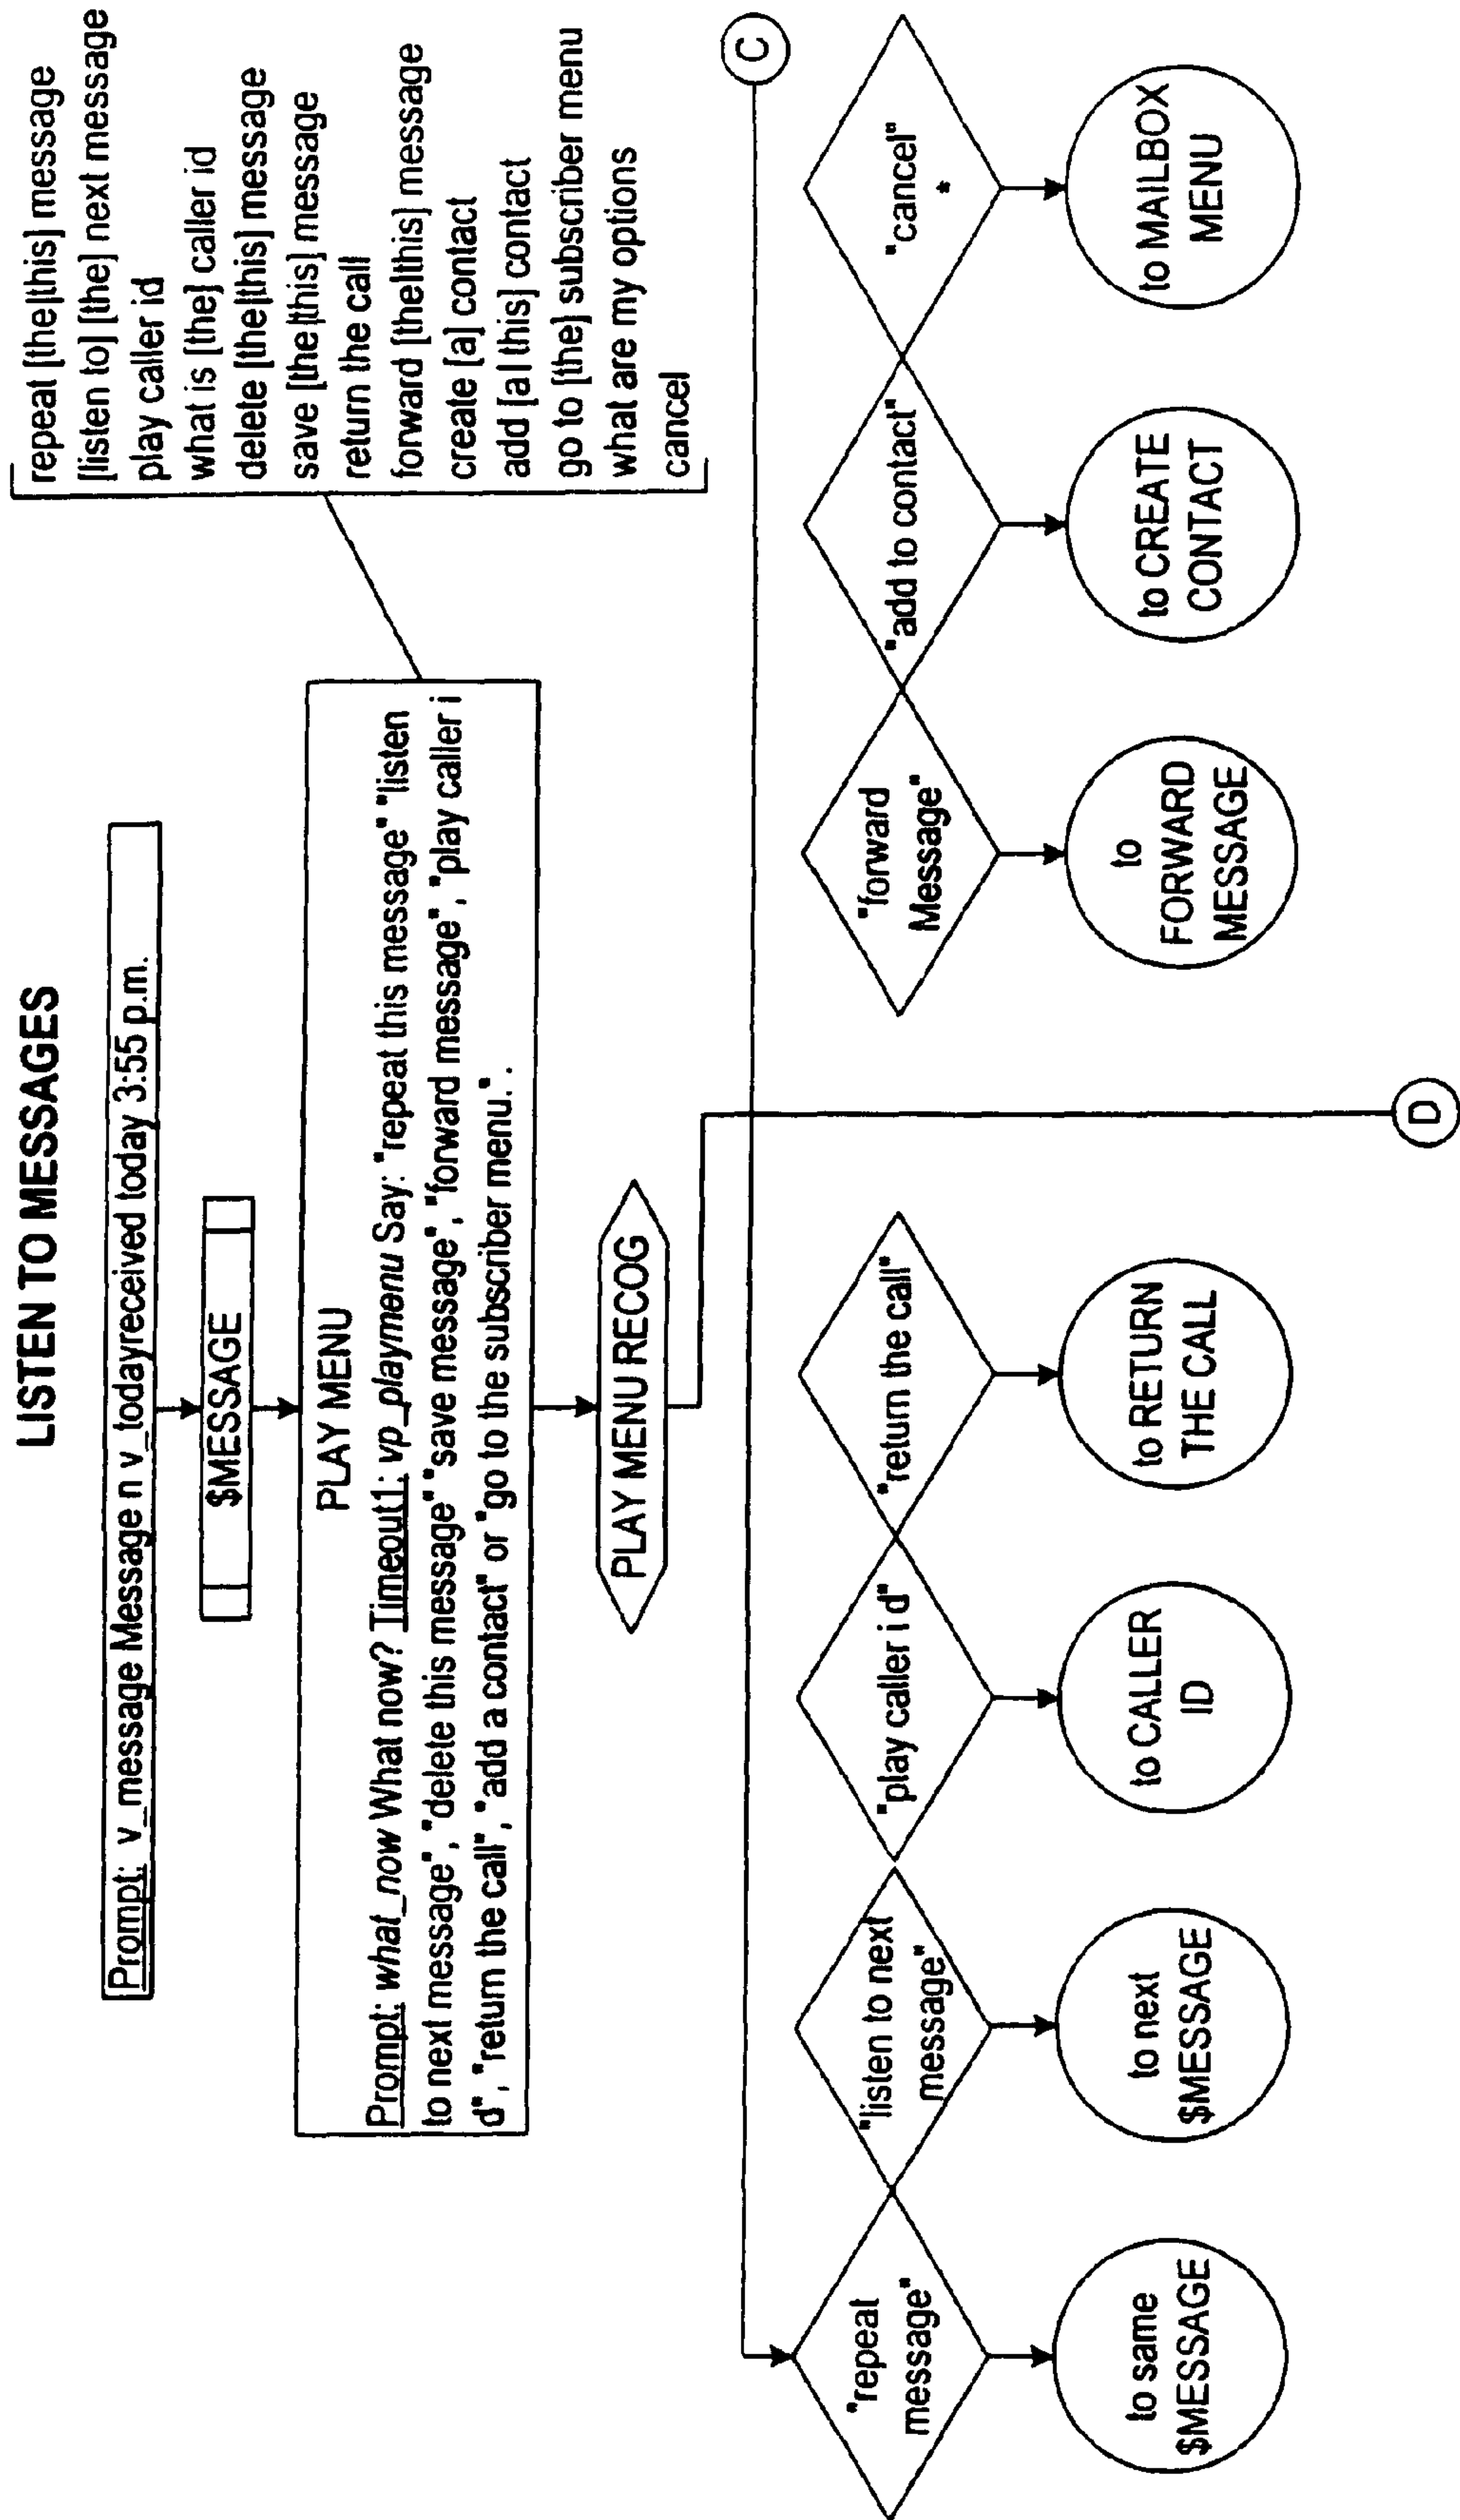 LISTEN TO MESSAGES
Prompt: v_message Message n v_todayreceived today 3:55 p.m.
$MESSAGE
PLAY MENU
Prompt: what_now What now? Timeout1: vp_playmenu Say: "repeat this message" "listen
to next message", "delete this message" "save message", "forward message", "play caller i
d", "return the call", "add a contact" or "go to the subscriber menu.".
repeat [the|this] message
[listen to] [the] next message
play caller id
what is [the] caller id
delete [the|this] message
save [the|this] message
return the call
forward [the|this] message
create [a] contact
add [a|this] contact
go to [the] subscriber menu
what are my options
cancel
PLAY MENU RECOG
C
"repeat
message"
"listen to next
message"
"play caller i d"
"return the call"
"forward
Message"
"add to contact"
"cancel"
*
to same
$MESSAGE
to next
$MESSAGE
to CALLER
ID
to RETURN
THE CALL
to
FORWARD
MESSAGE
to CREATE
CONTACT
to MAILBOX
MENU
D